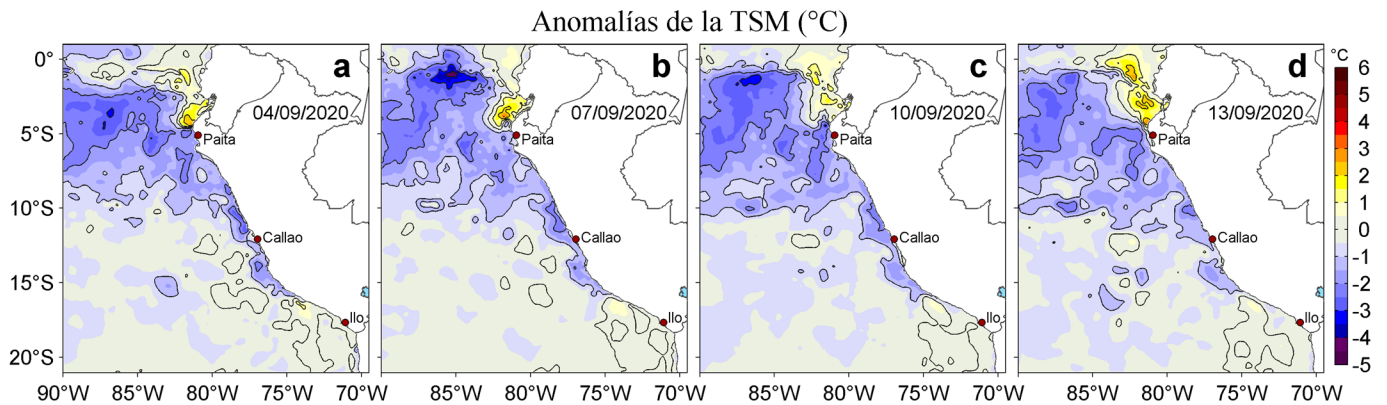 Anomalías de la TSM (°C)
a
04/09/2020
Paita
Callao
Ilo
b
07/09/2020
Paita
Callao
Ilo
c
10/09/2020
Paita
Callao
Ilo
d
13/09/2020
Paita
Callao
Ilo
0°
5°S
10°S
15°S
20°S
90°W 85°W 80°W 75°W 70°W
85°W 80°W 75°W 70°W
85°W 80°W 75°W 70°W
85°W 80°W 75°W 70°W
°C
6
5
4
3
2
1
0
-1
-2
-3
-4
-5